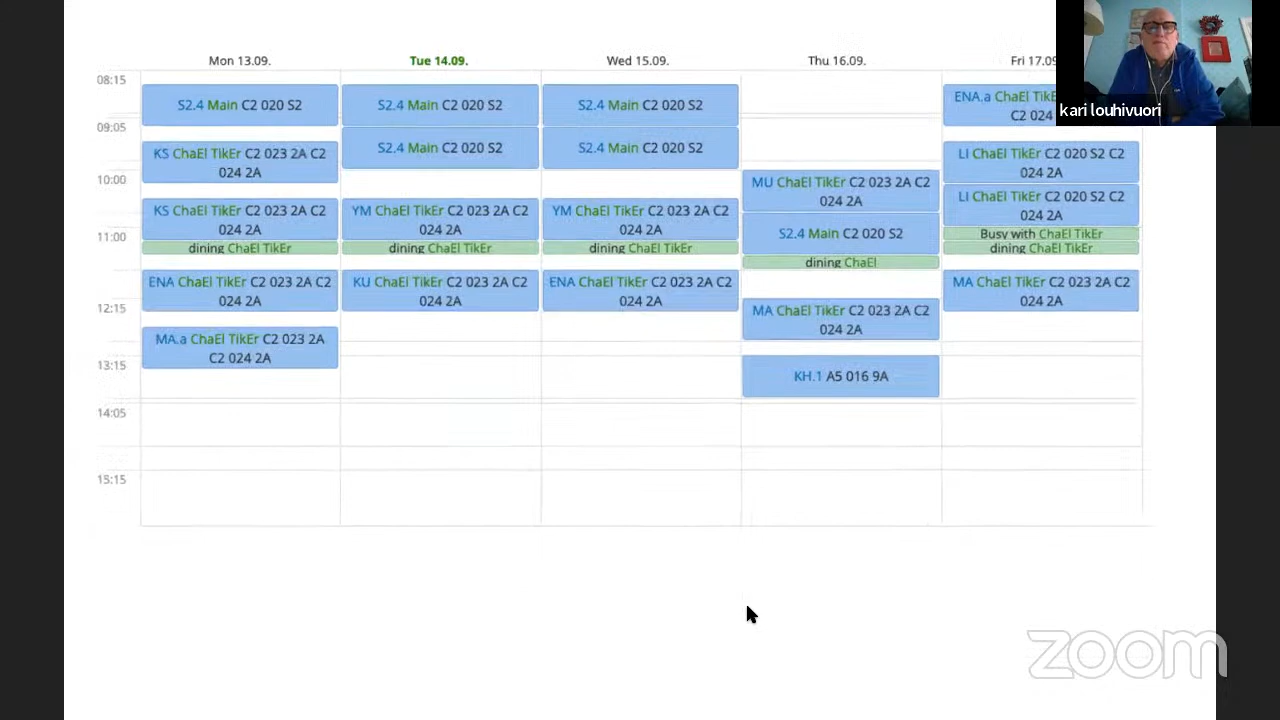 Mon 13.09.
Tue 14.09.
Wed 15.09.
Thu 16.09.
Fri 17.09
kari louhivuori
08:15
09:05
10:00
11:00
12:15
13:15
14:05
15:15
S2.4 Main C2 020 S2
KS ChaEl TikEr C2 023 2A C2
024 2A
KS ChaEl TikEr C2 023 2A C2
024 2A
dining ChaEl TikEr
ENA ChaEl TikEr C2 023 2A C2
024 2A
MA.a ChaEl TikEr C2 023 2A
C2 024 2A
S2.4 Main C2 020 S2
S2.4 Main C2 020 S2
YM ChaEl TikEr C2 023 2A C2
024 2A
dining ChaEl TikEr
KU ChaEl TikEr C2 023 2A C2
024 2A
S2.4 Main C2 020 S2
S2.4 Main C2 020 S2
YM ChaEl TikEr C2 023 2A C2
024 2A
dining ChaEl TikEr
ENA ChaEl TikEr C2 023 2A C2
024 2A
MU ChaEl TikEr C2 023 2A C2
024 2A
S2.4 Main C2 020 S2
dining ChaEl
MA ChaEl TikEr C2 023 2A C2
024 2A
KH.1 A5 016 9A
ENA.a ChaEl
C2 024
LI ChaEl TikEr C2 020 S2 C2
024 2A
LI ChaEl TikEr C2 020 S2 C2
024 2A
Busy with ChaEl TikEr
dining ChaEl TikEr
MA ChaEl TikEr C2 023 2A C2
024 2A
zoom